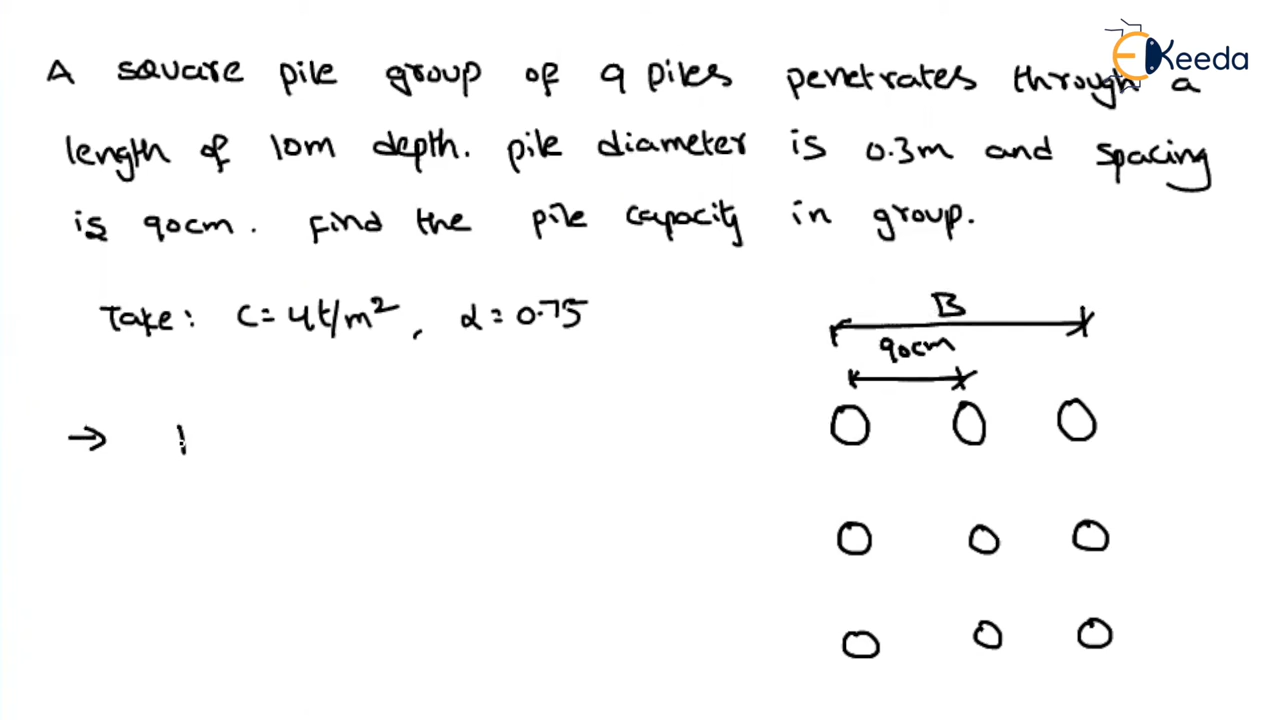 EKeeda
A square pile group of 9 piles penetrates through a
length of 10m depth. pile diameter is 0.3m and spacing
is 90cm. Find the pile capacity in group.
Take: c = 4t/m², α = 0.75
B
90cm
→